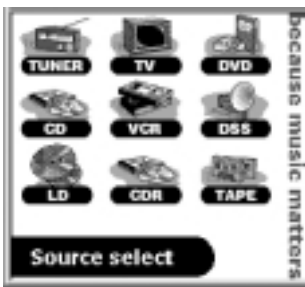 TUNER TV DVD
CD VCR DSS
LD CDR TAPE
Source select
because music matters